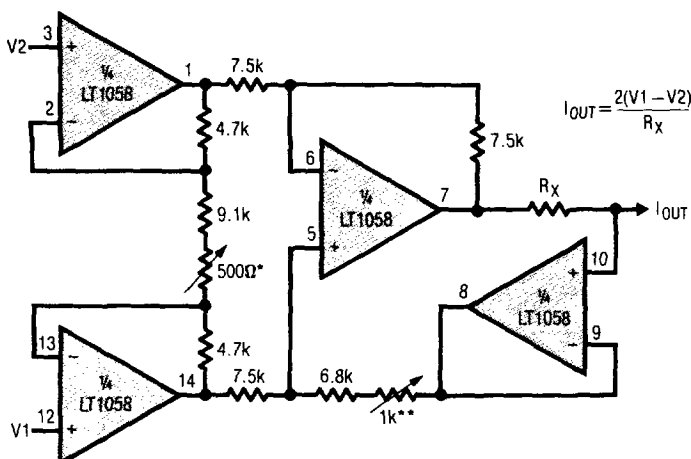 V2
3
+
1
7.5k
¼
LT1058
2
−
4.7k
I_OUT = 2(V1 − V2) / R_X
7.5k
6
−
9.1k
¼
LT1058
7
R_X
I_OUT
5
+
500Ω*
10
+
8
¼
LT1058
9
−
13
−
4.7k
¼
LT1058
14
7.5k
6.8k
1k**
12
+
V1